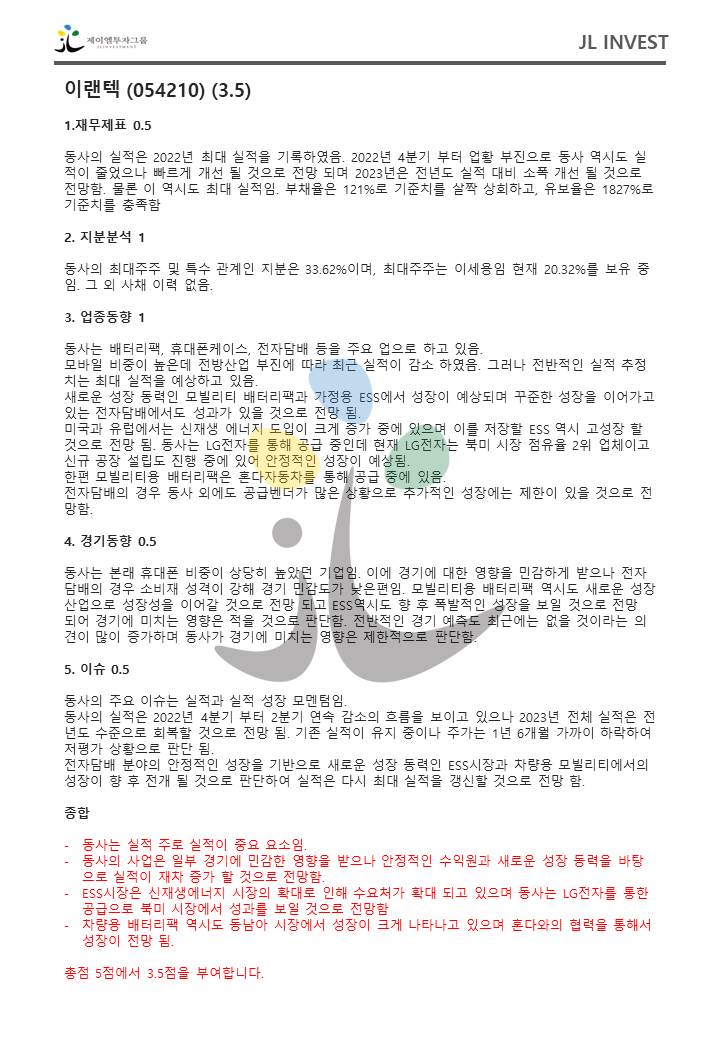 제이엘투자그룹
JLINVESTMENT
JL INVEST
이랜텍 (054210) (3.5)
1.재무제표 0.5
동사의 실적은 2022년 최대 실적을 기록하였음. 2022년 4분기 부터 업황 부진으로 동사 역시도 실
적이 줄었으나 빠르게 개선 될 것으로 전망 되며 2023년은 전년도 실적 대비 소폭 개선 될 것으로
전망함. 물론 이 역시도 최대 실적임. 부채율은 121%로 기준치를 살짝 상회하고, 유보율은 1827%로
기준치를 충족함
2. 지분분석 1
동사의 최대주주 및 특수 관계인 지분은 33.62%이며, 최대주주는 이세용임 현재 20.32%를 보유 중
임. 그 외 사채 이력 없음.
3. 업종동향 1
동사는 배터리팩, 휴대폰케이스, 전자담배 등을 주요 업으로 하고 있음.
모바일 비중이 높은데 전방산업 부진에 따라 최근 실적이 감소 하였음. 그러나 전반적인 실적 추정
치는 최대 실적을 예상하고 있음.
새로운 성장 동력인 모빌리티 배터리팩과 가정용 ESS에서 성장이 예상되며 꾸준한 성장을 이어가고
있는 전자담배에서도 성과가 있을 것으로 전망 됨.
미국과 유럽에서는 신재생 에너지 도입이 크게 증가 중에 있으며 이를 저장할 ESS 역시 고성장 할
것으로 전망 됨. 동사는 LG전자를 통해 공급 중인데 현재 LG전자는 북미 시장 점유율 2위 업체이고
신규 공장 설립도 진행 중에 있어 안정적인 성장이 예상됨.
한편 모빌리티용 배터리팩은 혼다자동차를 통해 공급 중에 있음.
전자담배의 경우 동사 외에도 공급벤더가 많은 상황으로 추가적인 성장에는 제한이 있을 것으로 전
망함.
4. 경기동향 0.5
동사는 본래 휴대폰 비중이 상당히 높았던 기업임. 이에 경기에 대한 영향을 민감하게 받으나 전자
담배의 경우 소비재 성격이 강해 경기 민감도가 낮은편임. 모빌리티용 배터리팩 역시도 새로운 성장
산업으로 성장성을 이어갈 것으로 전망 되고 ESS역시도 향 후 폭발적인 성장을 보일 것으로 전망
되어 경기에 미치는 영향은 적을 것으로 판단함. 전반적인 경기 예측도 최근에는 없을 것이라는 의
견이 많이 증가하며 동사가 경기에 미치는 영향은 제한적으로 판단함.
5. 이슈 0.5
동사의 주요 이슈는 실적과 실적 성장 모멘텀임.
동사의 실적은 2022년 4분기 부터 2분기 연속 감소의 흐름을 보이고 있으나 2023년 전체 실적은 전
년도 수준으로 회복할 것으로 전망 됨. 기존 실적이 유지 중이나 주가는 1년 6개월 가까이 하락하여
저평가 상황으로 판단 됨.
전자담배 분야의 안정적인 성장을 기반으로 새로운 성장 동력인 ESS시장과 차량용 모빌리티에서의
성장이 향 후 전개 될 것으로 판단하여 실적은 다시 최대 실적을 갱신할 것으로 전망 함.
종합
- 동사는 실적 주로 실적이 중요 요소임.
- 동사의 사업은 일부 경기에 민감한 영향을 받으나 안정적인 수익원과 새로운 성장 동력을 바탕
으로 실적이 재차 증가 할 것으로 전망함.
- ESS시장은 신재생에너지 시장의 확대로 인해 수요처가 확대 되고 있으며 동사는 LG전자를 통한
공급으로 북미 시장에서 성과를 보일 것으로 전망함
- 차량용 배터리팩 역시도 동남아 시장에서 성장이 크게 나타나고 있으며 혼다와의 협력을 통해서
성장이 전망 됨.
총점 5점에서 3.5점을 부여합니다.